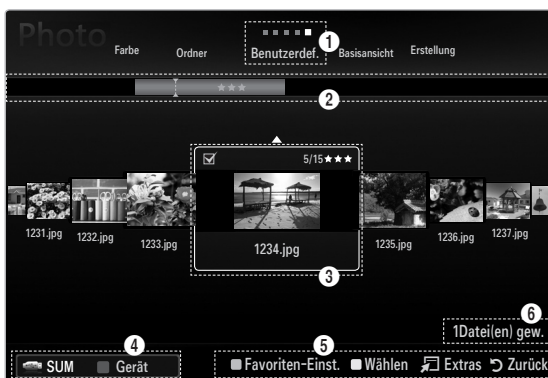 Photo
Farbe Ordner Benutzerdef. Basisansicht Erstellung
1
2
★★★
5/15★★★
1231.jpg 1232.jpg 1233.jpg 1234.jpg 1235.jpg 1236.jpg 1237.jpg
3
6
1Datei(en) gew.
4 5
SUM Gerät Favoriten-Einst. Wählen Extras Zurück